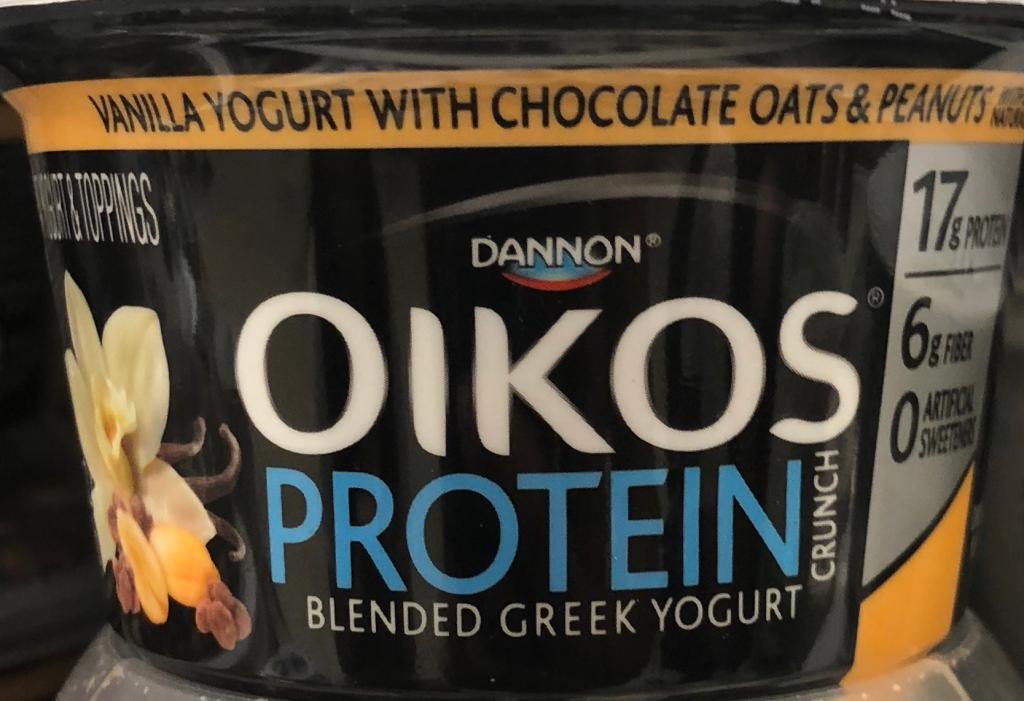 VANILLA YOGURT WITH CHOCOLATE OATS & PEANUTS
& TOPPINGS
DANNON®
OIKOS®
PROTEIN
CRUNCH
BLENDED GREEK YOGURT
17g PROTEIN
6g FIBER
0 ARTIFICIAL
SWEETENERS